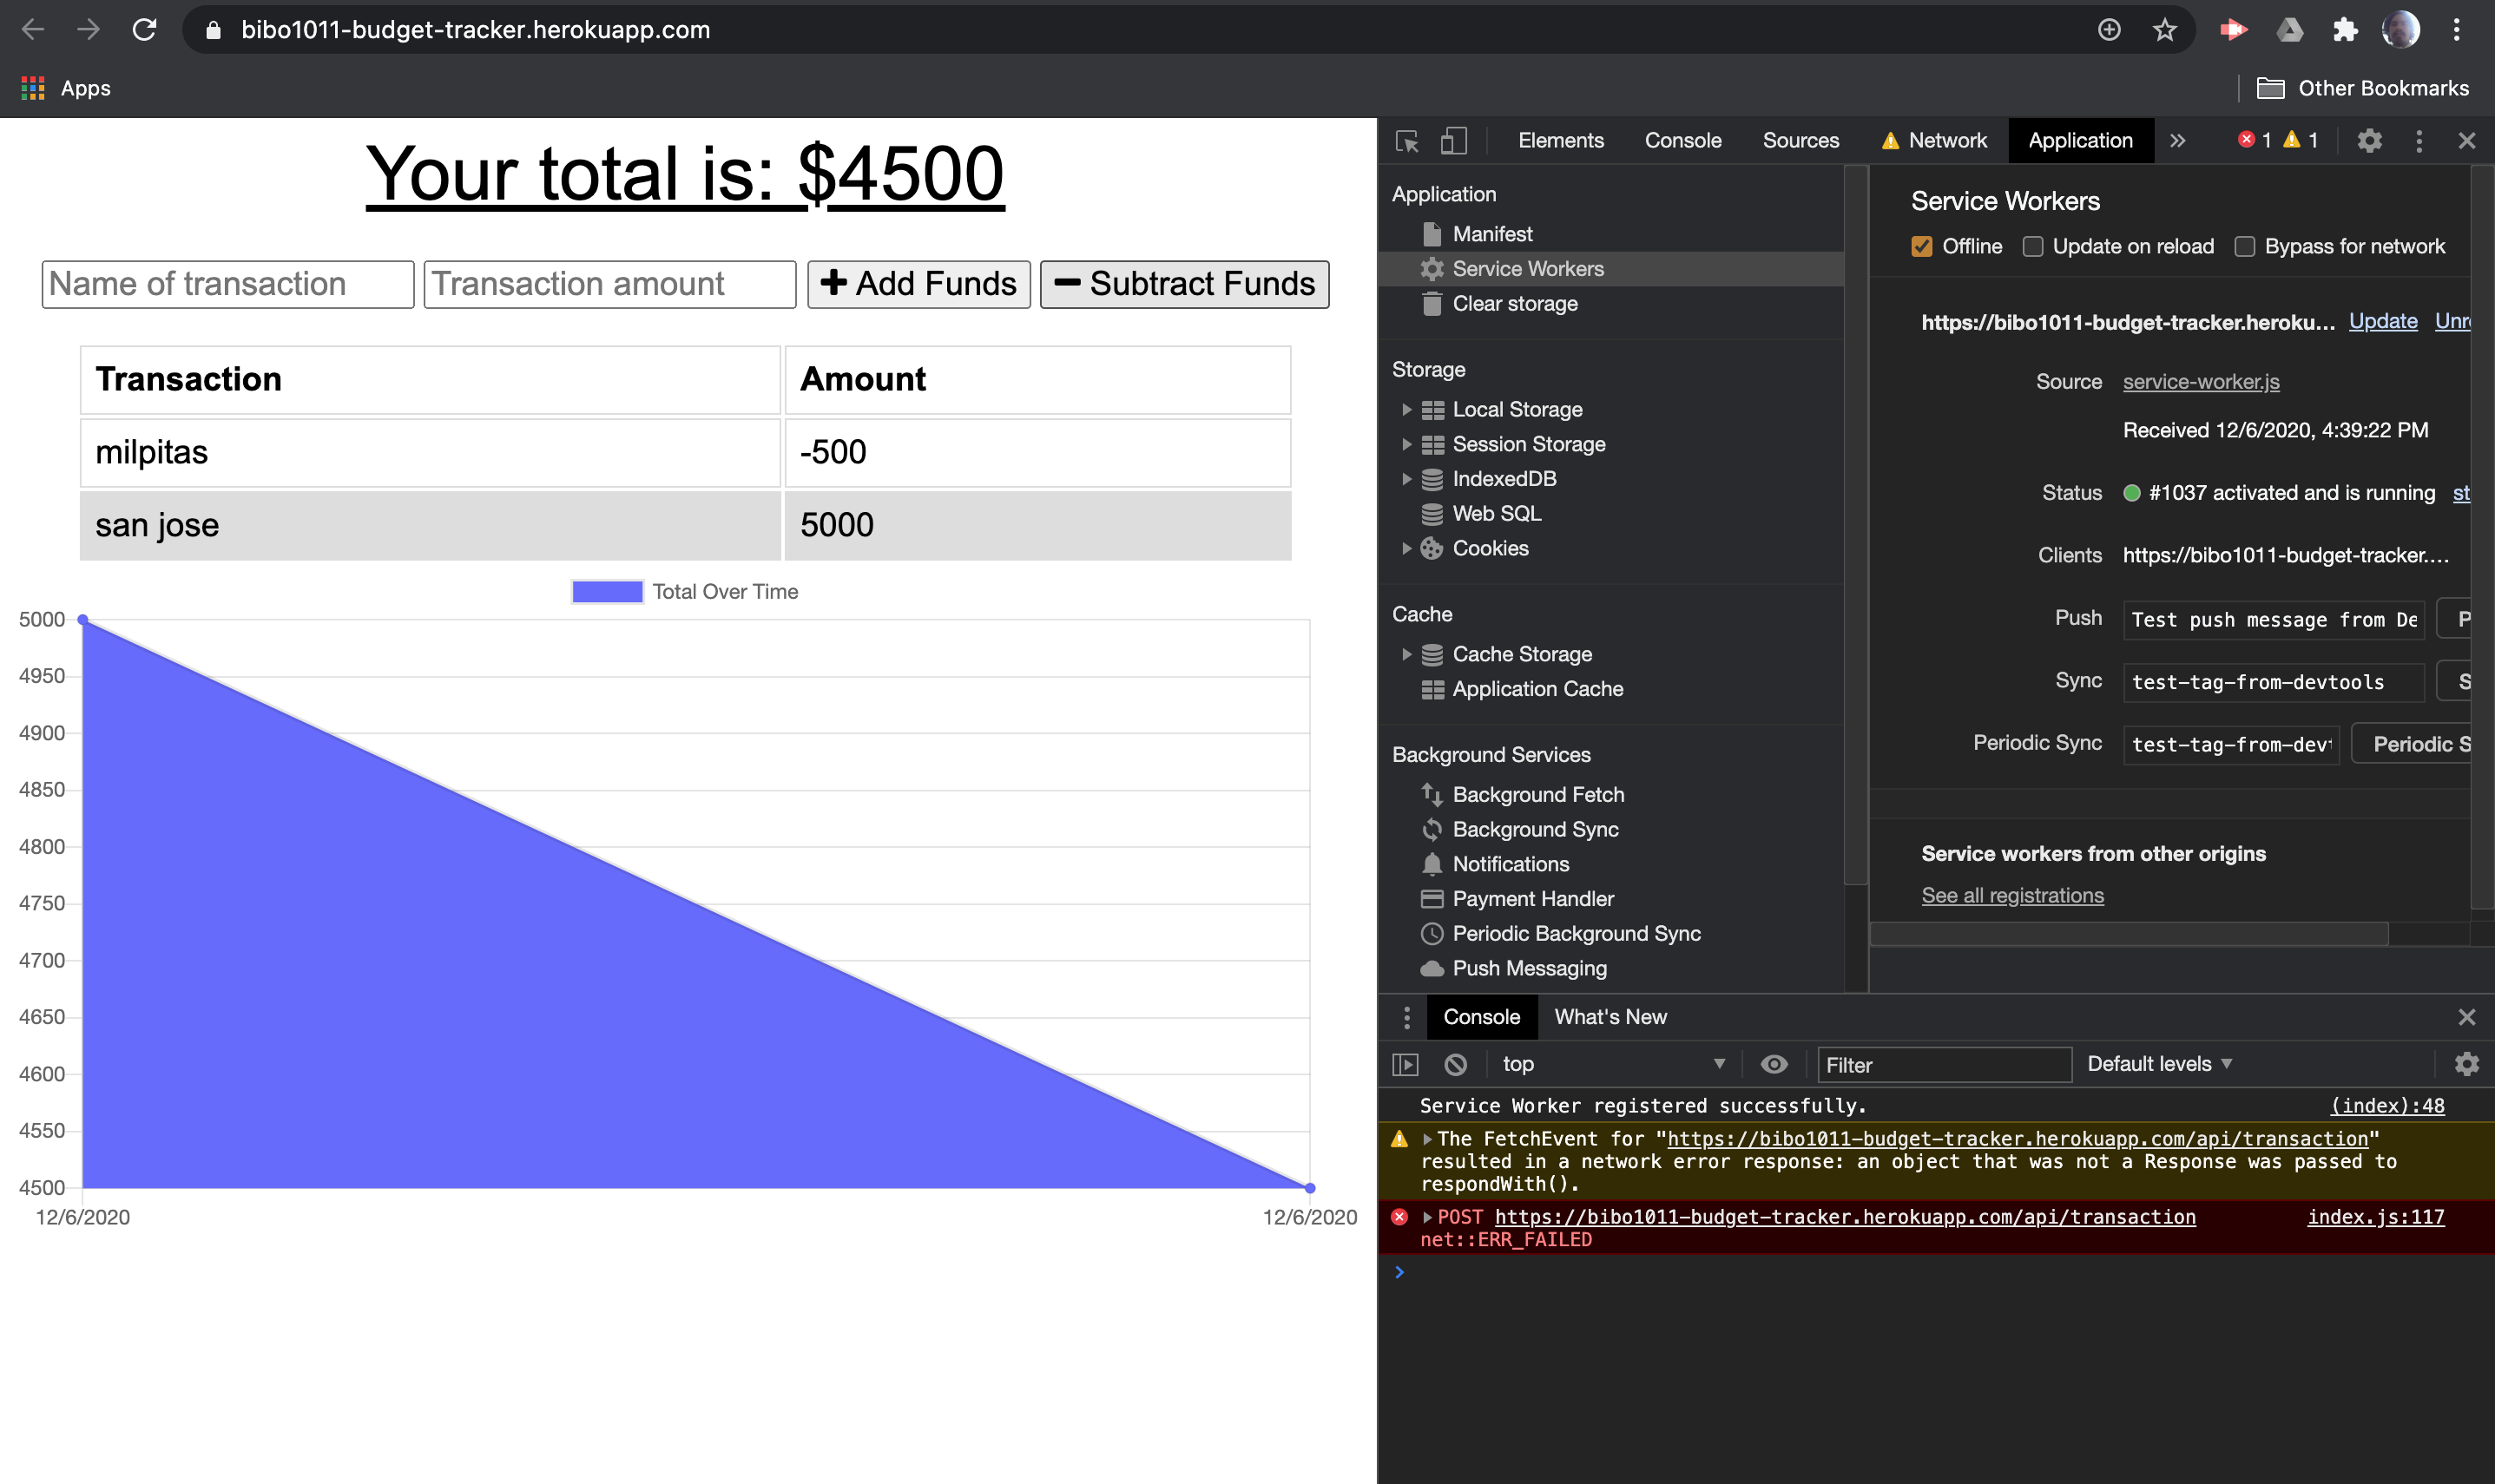 bibo1011-budget-tracker.herokuapp.com
Apps
Other Bookmarks
Your total is: $4500
Name of transaction
Transaction amount
Add Funds
Subtract Funds
Transaction Amount
milpitas -500
san jose 5000
Total Over Time
5000
4950
4900
4850
4800
4750
4700
4650
4600
4550
4500
12/6/2020 12/6/2020
Elements Console Sources Network Application » 1 1
Application
Manifest
Service Workers
Clear storage
Storage
Local Storage
Session Storage
IndexedDB
Web SQL
Cookies
Cache
Cache Storage
Application Cache
Background Services
Background Fetch
Background Sync
Notifications
Payment Handler
Periodic Background Sync
Push Messaging
Service Workers
Offline Update on reload Bypass for network
https://bibo1011-budget-tracker.heroku... Update Unre
Source service-worker.js
Received 12/6/2020, 4:39:22 PM
Status #1037 activated and is running st
Clients https://bibo1011-budget-tracker....
Push Test push message from De P
Sync test-tag-from-devtools S
Periodic Sync test-tag-from-devt Periodic S
Service workers from other origins
See all registrations
Console What's New
top Filter Default levels
Service Worker registered successfully. (index):48
The FetchEvent for "https://bibo1011-budget-tracker.herokuapp.com/api/transaction"
resulted in a network error response: an object that was not a Response was passed to
respondWith().
POST https://bibo1011-budget-tracker.herokuapp.com/api/transaction index.js:117
net::ERR_FAILED